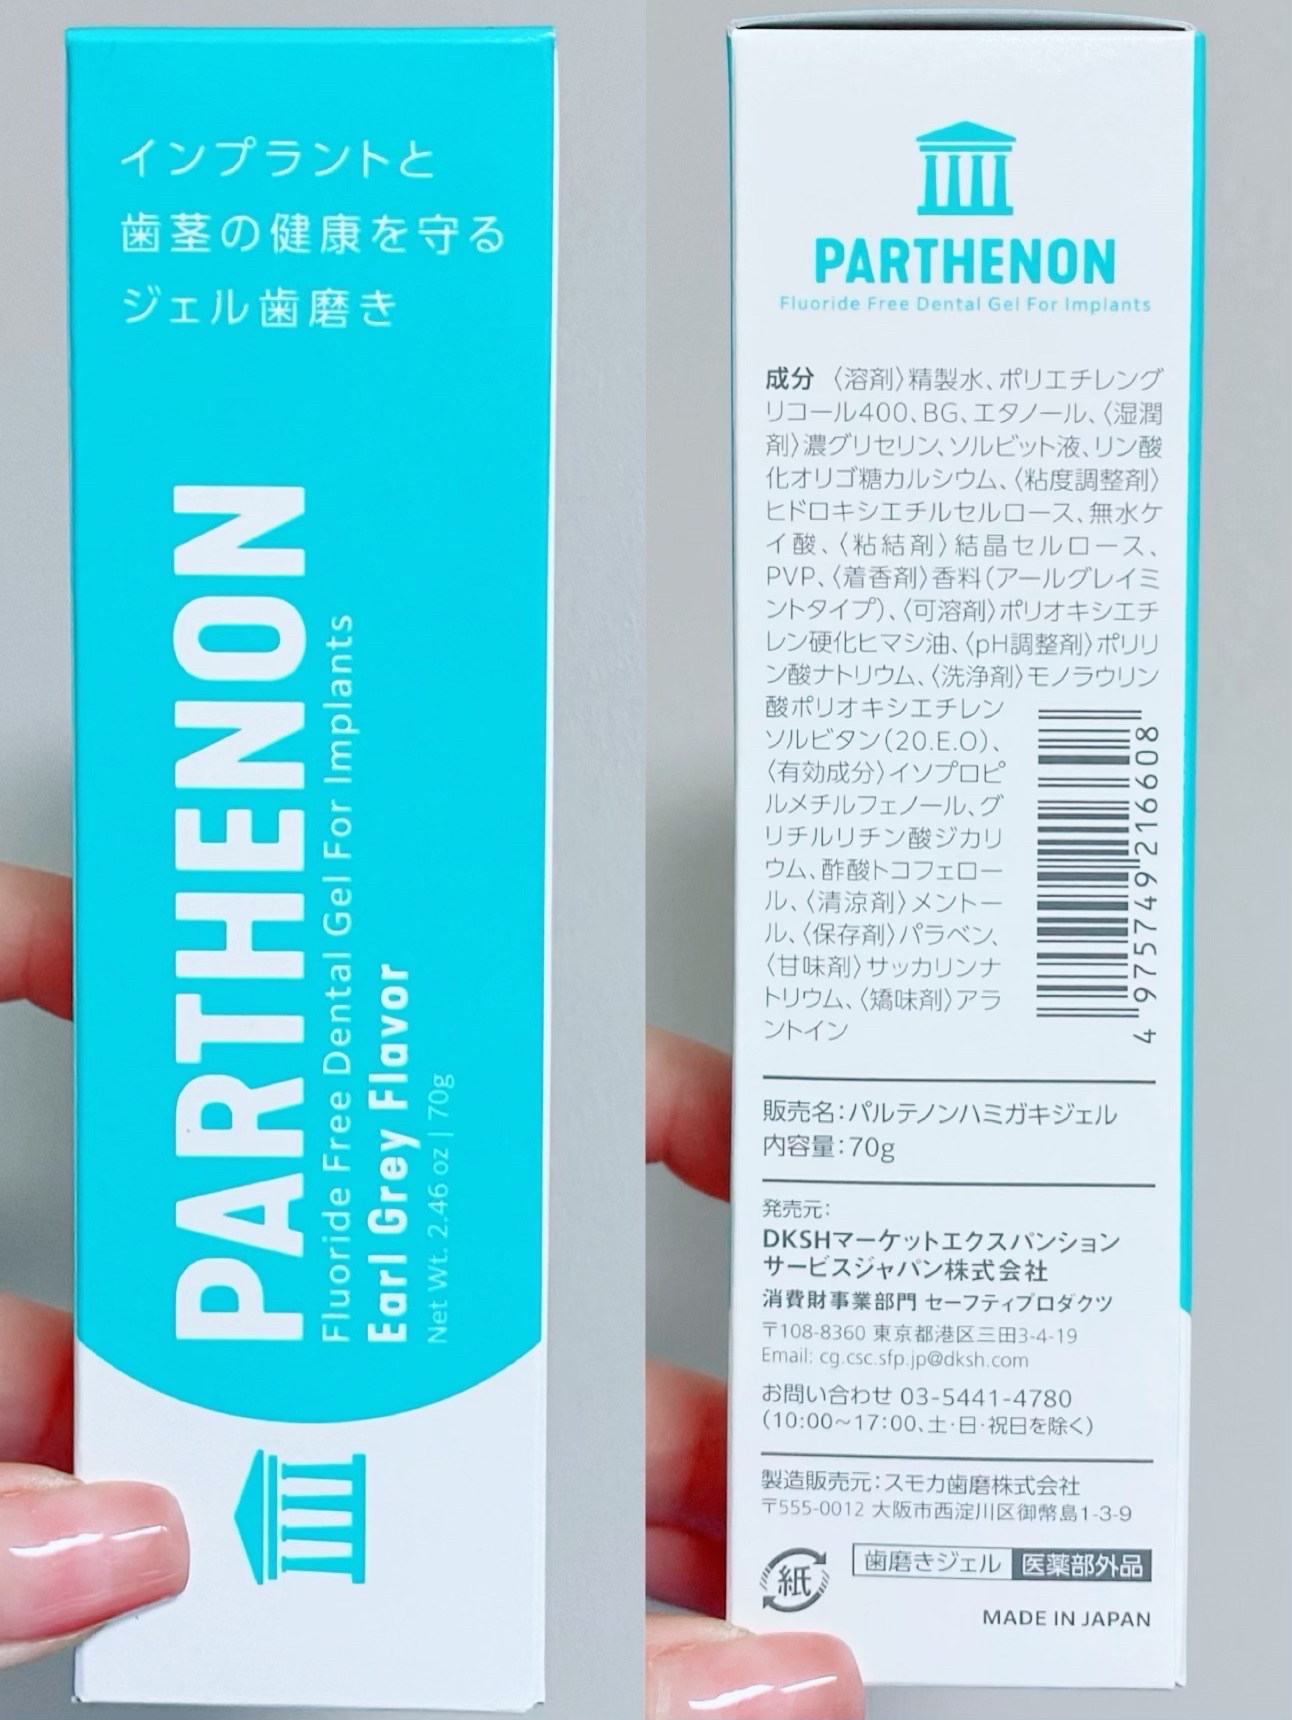 インプラントと
歯茎の健康を守る
ジェル歯磨き
PARTHENON
Fluoride Free Dental Gel For Implants
Earl Grey Flavor
Net Wt. 2.46 oz | 70g
PARTHENON
Fluoride Free Dental Gel For Implants
成分 〈溶剤〉精製水、ポリエチレング
リコール400、BG、エタノール、〈湿潤
剤〉濃グリセリン、ソルビット液、リン酸
化オリゴ糖カルシウム、〈粘度調整剤〉
ヒドロキシエチルセルロース、無水ケ
イ酸、〈粘結剤〉結晶セルロース、
PVP、〈着香剤〉香料(アールグレイミ
ントタイプ)、〈可溶剤〉ポリオキシエチ
レン硬化ヒマシ油、〈pH調整剤〉ポリリ
ン酸ナトリウム、〈洗浄剤〉モノラウリン
酸ポリオキシエチレン
ソルビタン(20.E.O)、
〈有効成分〉イソプロピ
ルメチルフェノール、グ
リチルリチン酸ジカリ
ウム、酢酸トコフェロー
ル、〈清涼剤〉メントー
ル、〈保存剤〉パラベン、
〈甘味剤〉サッカリンナ
トリウム、〈矯味剤〉アラ
ントイン
4 975749 216608
販売名：パルテノンハミガキジェル
内容量：70g
発売元：
DKSHマーケットエクスパンション
サービスジャパン株式会社
消費財事業部門 セーフティプロダクツ
〒108-8360 東京都港区三田3-4-19
Email: cg.csc.sfp.jp@dksh.com
お問い合わせ 03-5441-4780
(10:00～17:00、土・日・祝日を除く)
製造販売元：スモカ歯磨株式会社
〒555-0012 大阪市西淀川区御幣島1-3-9
紙
歯磨きジェル 医薬部外品
MADE IN JAPAN